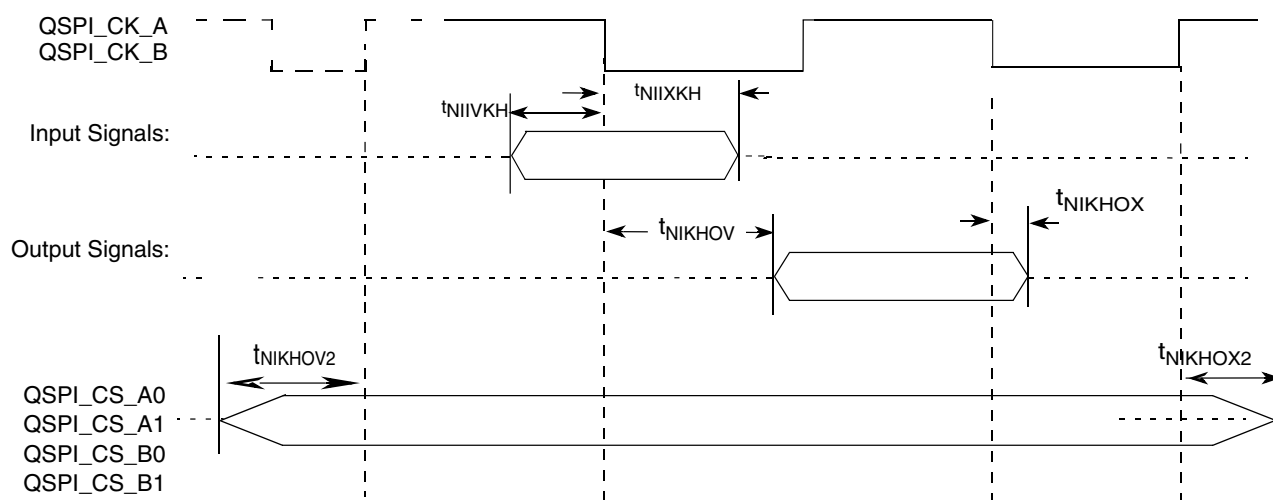 QSPI_CK_A
QSPI_CK_B
tNIIVKH
tNIIXKH
Input Signals:
tNIKHOX
tNIKHOV
Output Signals:
tNIKHOV2
tNIKHOX2
QSPI_CS_A0
QSPI_CS_A1
QSPI_CS_B0
QSPI_CS_B1